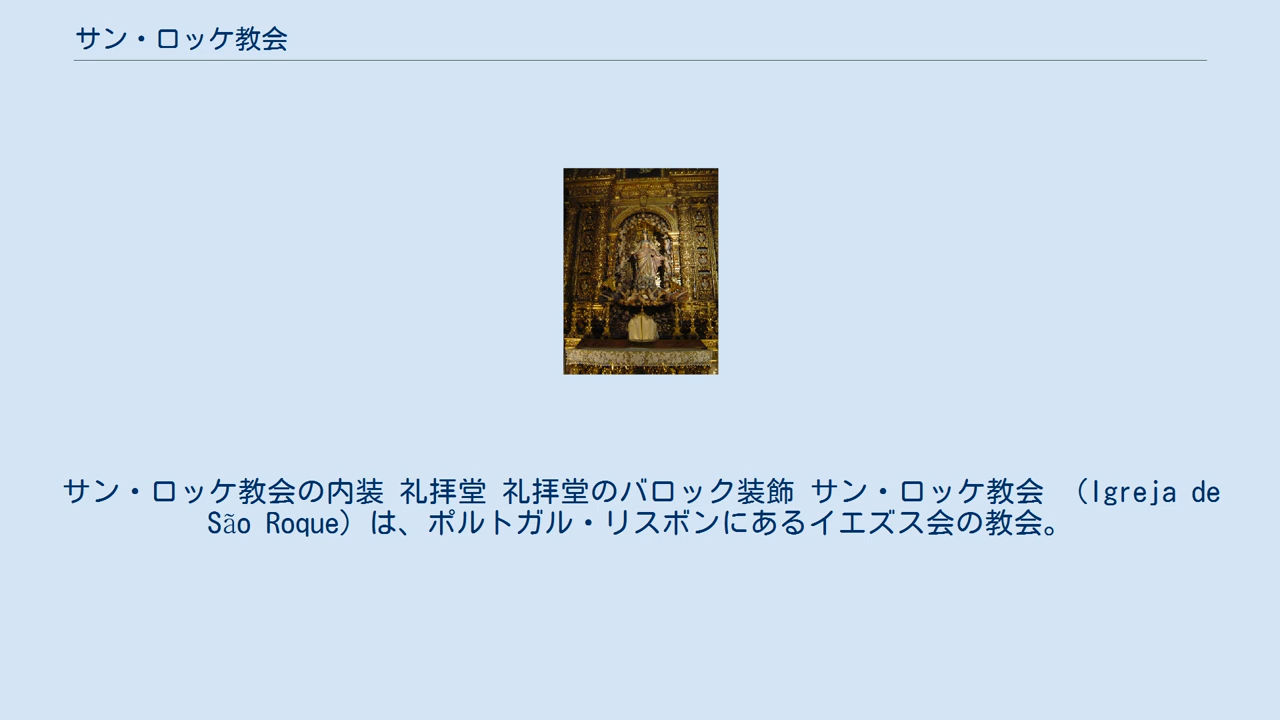 サン・ロッケ教会
サン・ロッケ教会の内装 礼拝堂 礼拝堂のバロック装飾 サン・ロッケ教会 （Igreja de
São Roque）は、ポルトガル・リスボンにあるイエズス会の教会。